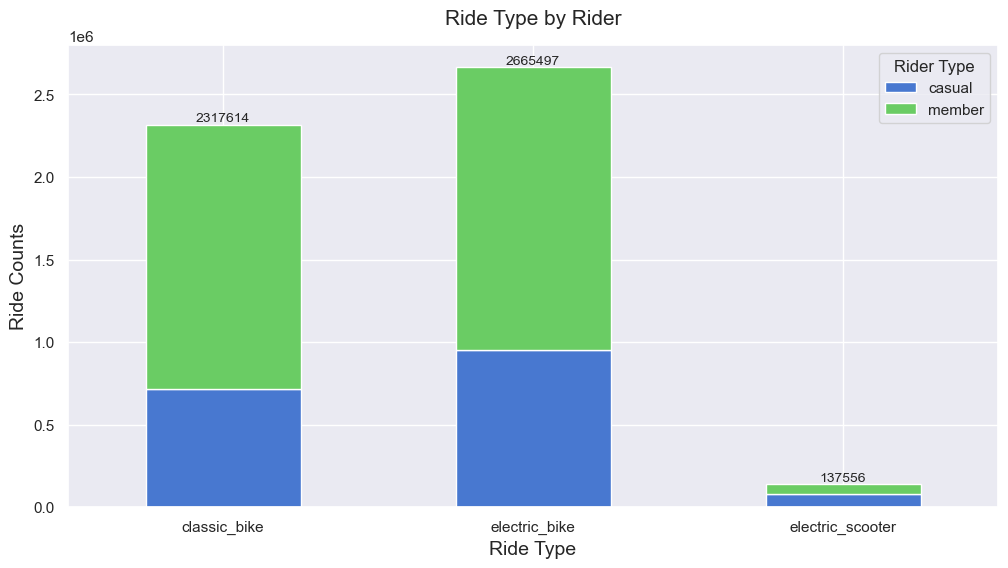 Ride Type by Rider
1e6
2665497
Rider Type
casual
member
2.5
2317614
2.0
1.5
Ride Counts
1.0
0.5
137556
0.0
classic_bike electric_bike electric_scooter
Ride Type